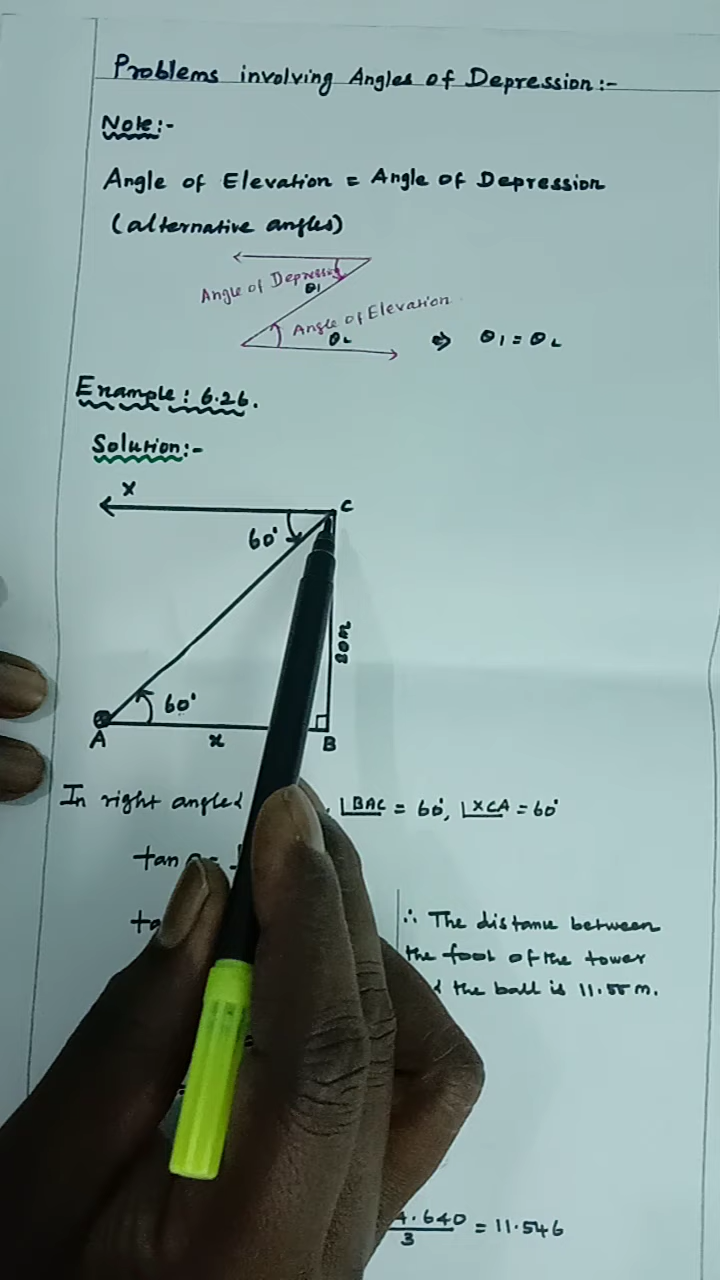 Problems involving Angles of Depression:-
Note:-
Angle of Elevation = Angle of Depression
(alternative angles)
Angle of Depression
θ1
Angle of Elevation
θ2
⇒ θ1 = θ2
Example: 6.26.
Solution:-
X
C
60°
60°
A
x
B
In right angled
∠BAC = 60°, ∠XCA = 60°
tan
∴ The distance between
the foot of the tower
the ball is 11.55 m.
4.640 / 3 = 11.546